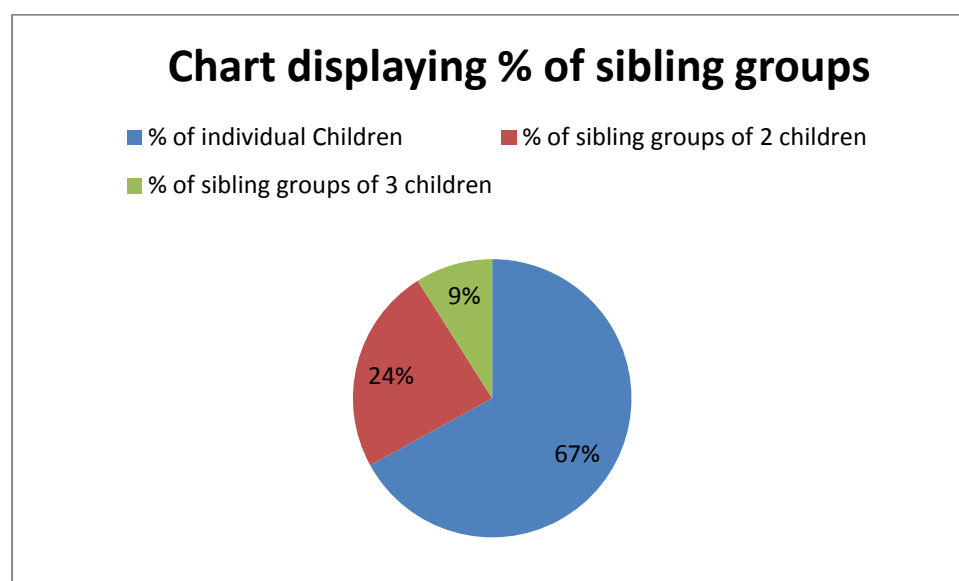 Chart displaying % of sibling groups
% of individual Children
% of sibling groups of 2 children
% of sibling groups of 3 children
9%
24%
67%